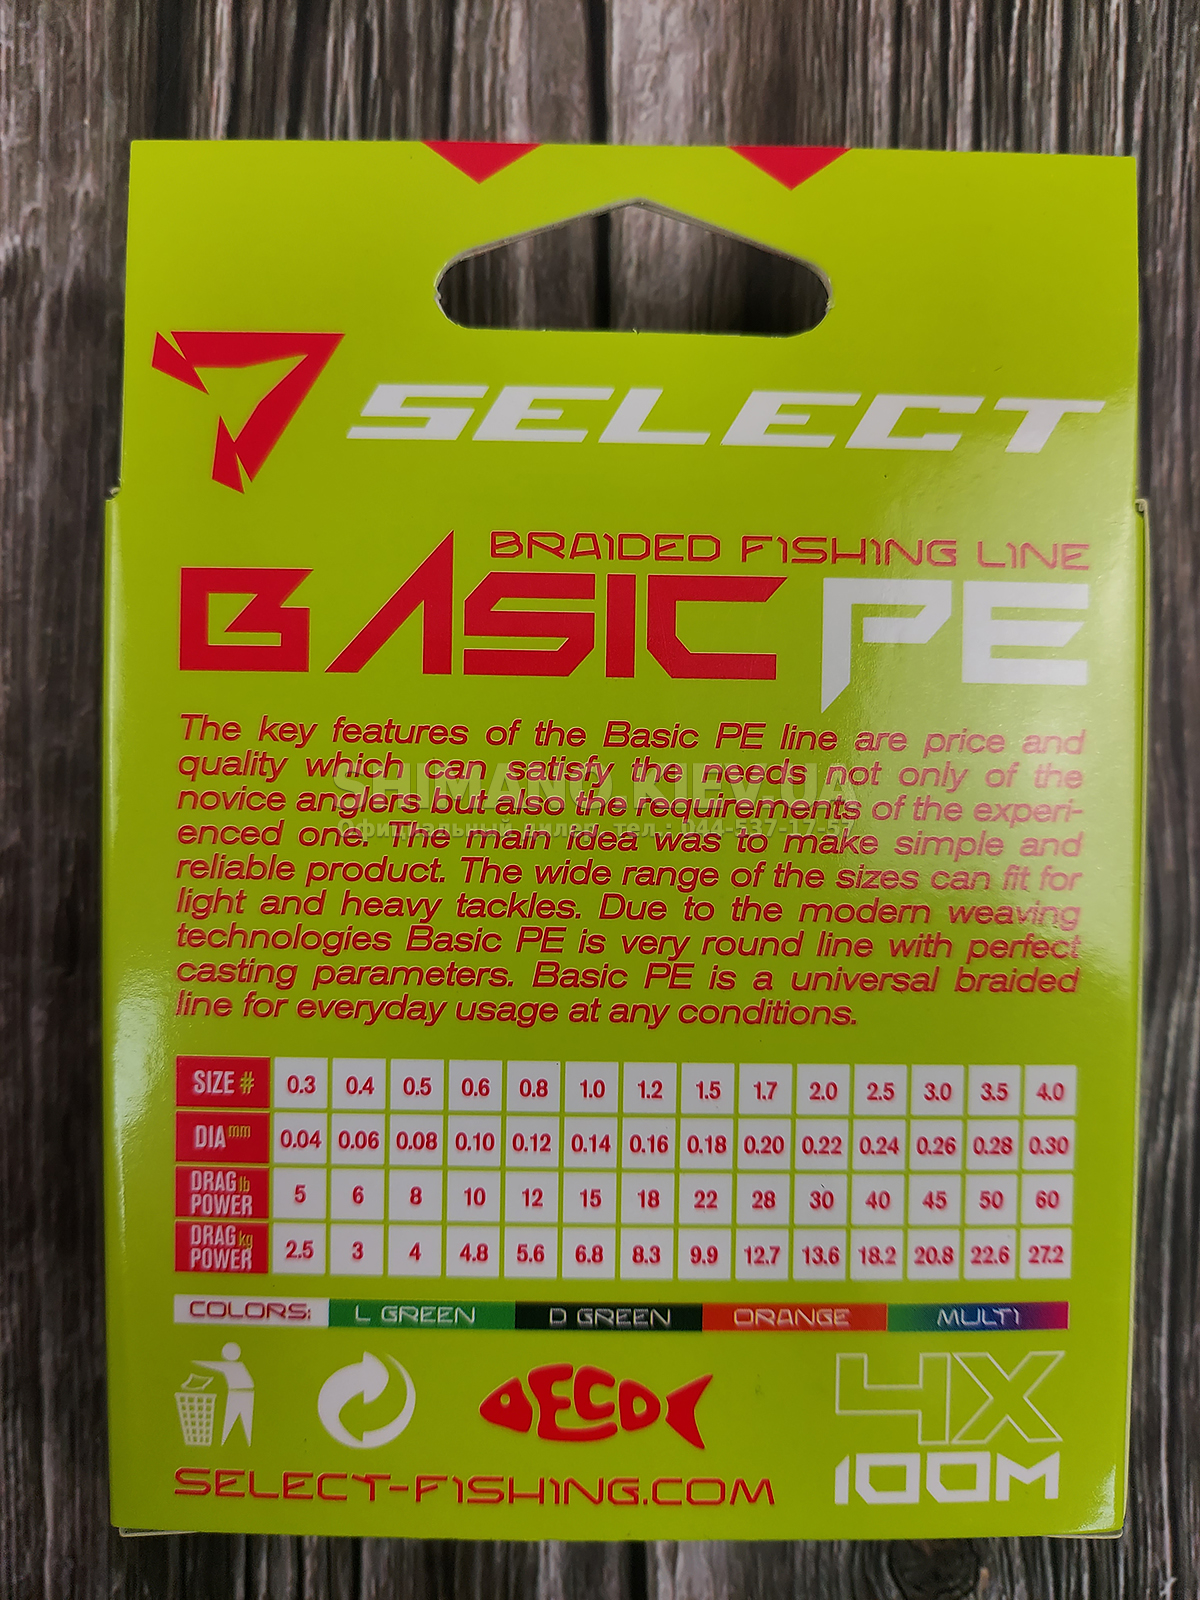 SELECT
BRAIDED FISHING LINE
BASIC PE
The key features of the Basic PE line are price and
quality which can satisfy the needs not only of the
novice anglers but also the requirements of the experi-
enced one. The main idea was to make simple and
reliable product. The wide range of the sizes can fit for
light and heavy tackles. Due to the modern weaving
technologies Basic PE is very round line with perfect
casting parameters. Basic PE is a universal braided
line for everyday usage at any conditions.
SHIMANO.KIEV.UA
Официальный дилер тел.: 044-537-17-57
SIZE # 0.3 0.4 0.5 0.6 0.8 1.0 1.2 1.5 1.7 2.0 2.5 3.0 3.5 4.0
DIA mm 0.04 0.06 0.08 0.10 0.12 0.14 0.16 0.18 0.20 0.22 0.24 0.26 0.28 0.30
DRAG lb POWER 5 6 8 10 12 15 18 22 28 30 40 45 50 60
DRAG kg POWER 2.5 3 4 4.8 5.6 6.8 8.3 9.9 12.7 13.6 18.2 20.8 22.6 27.2
COLORS: L GREEN D GREEN ORANGE MULTI
ECO
4X
100M
SELECT-FISHING.COM